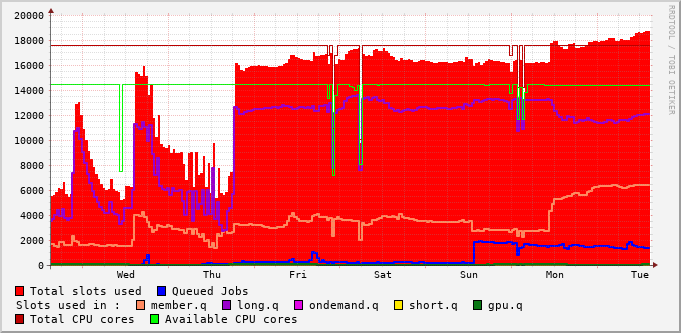 20000
18000
16000
14000
12000
10000
8000
6000
4000
2000
0
Wed Thu Fri Sat Sun Mon Tue
Total slots used Queued Jobs
Slots used in : member.q long.q ondemand.q short.q gpu.q
Total CPU cores Available CPU cores
RRDTOOL / TOBI OETIKER